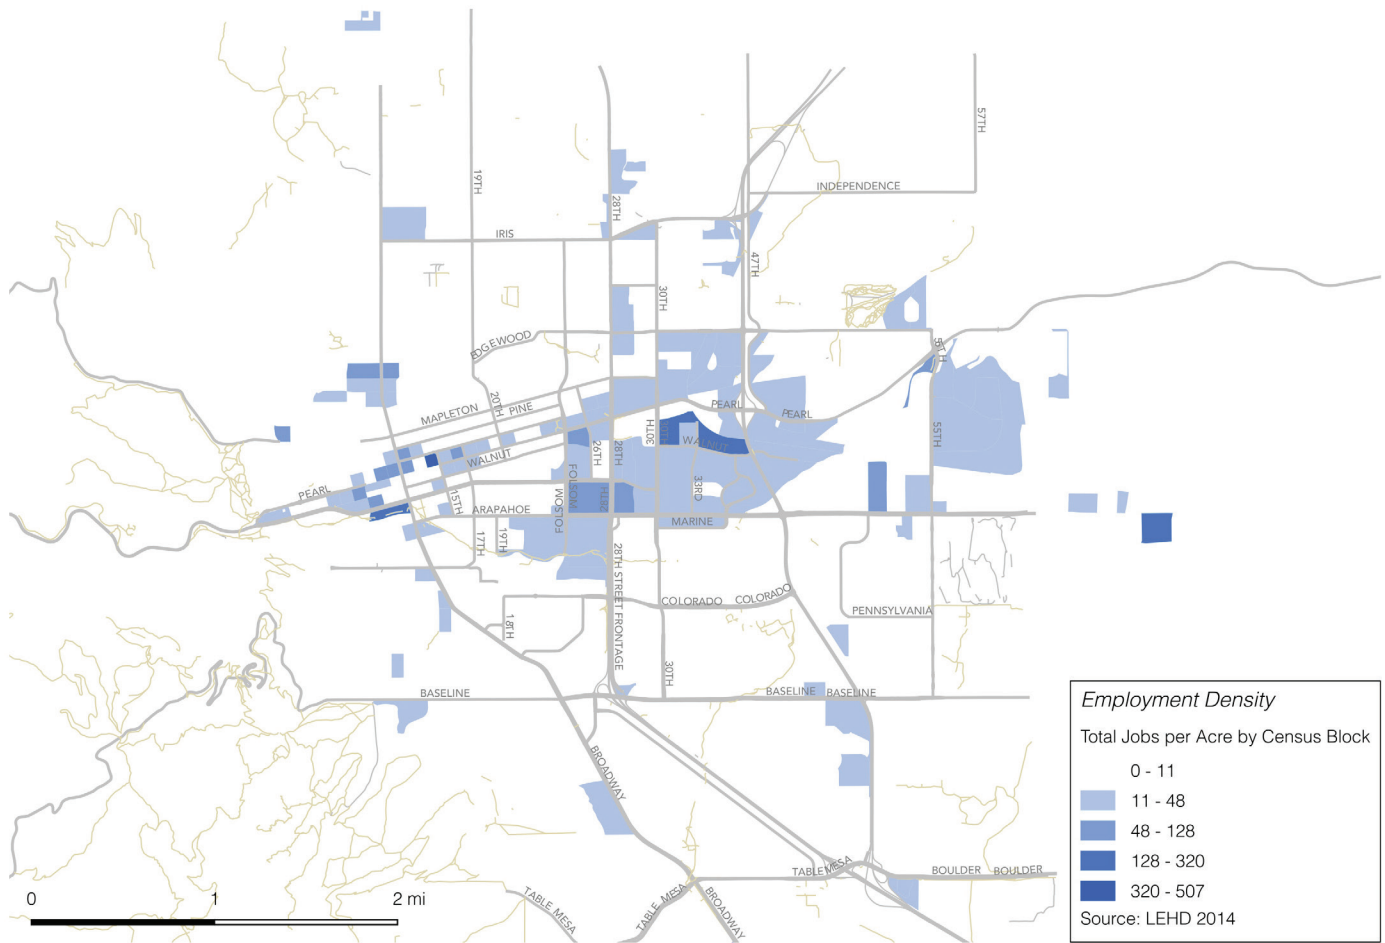 57TH
19TH
INDEPENDENCE
28TH
IRIS
47TH
30TH
EDGEWOOD
55TH
20TH
MAPLETON
PINE
PEARL
PEARL
WALNUT
30TH
30TH
WALNUT
26TH
28TH
55TH
FOLSOM
33RD
PEARL
15TH
28TH
FOLSOM
ARAPAHOE
MARINE
17TH
19TH
28TH STREET FRONTAGE
COLORADO
COLORADO
PENNSYLVANIA
18TH
30TH
BASELINE
BASELINE
BASELINE
BROADWAY
TABLE MESA
BOULDER
BOULDER
TABLE MESA
TABLE MESA
BROADWAY
0
1
2 mi
Employment Density
Total Jobs per Acre by Census Block
0 - 11
11 - 48
48 - 128
128 - 320
320 - 507
Source: LEHD 2014